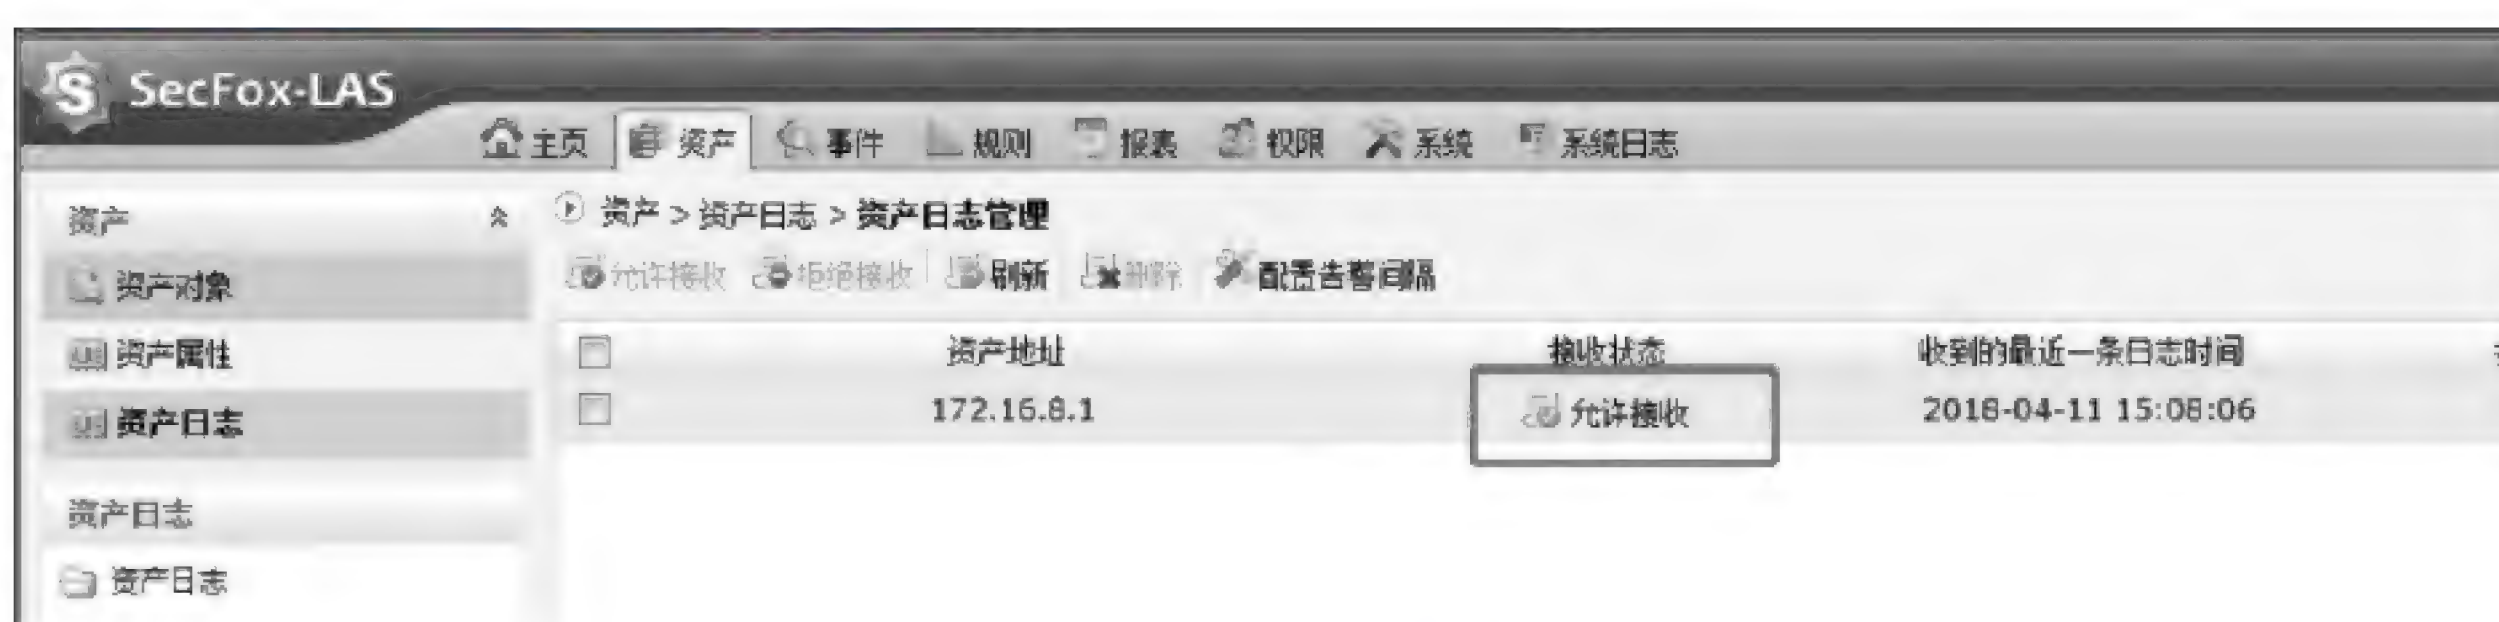 SecFox-LAS
主页 资产 事件 规则 报表 权限 系统 系统日志
资产
资产对象
资产属性
资产日志
资产日志
资产日志
资产 > 资产日志 > 资产日志管理
允许接收 拒绝接收 刷新 删除 配置告警间隔
资产地址 接收状态 收到的最近一条日志时间
172.16.8.1 允许接收 2018-04-11 15:08:06